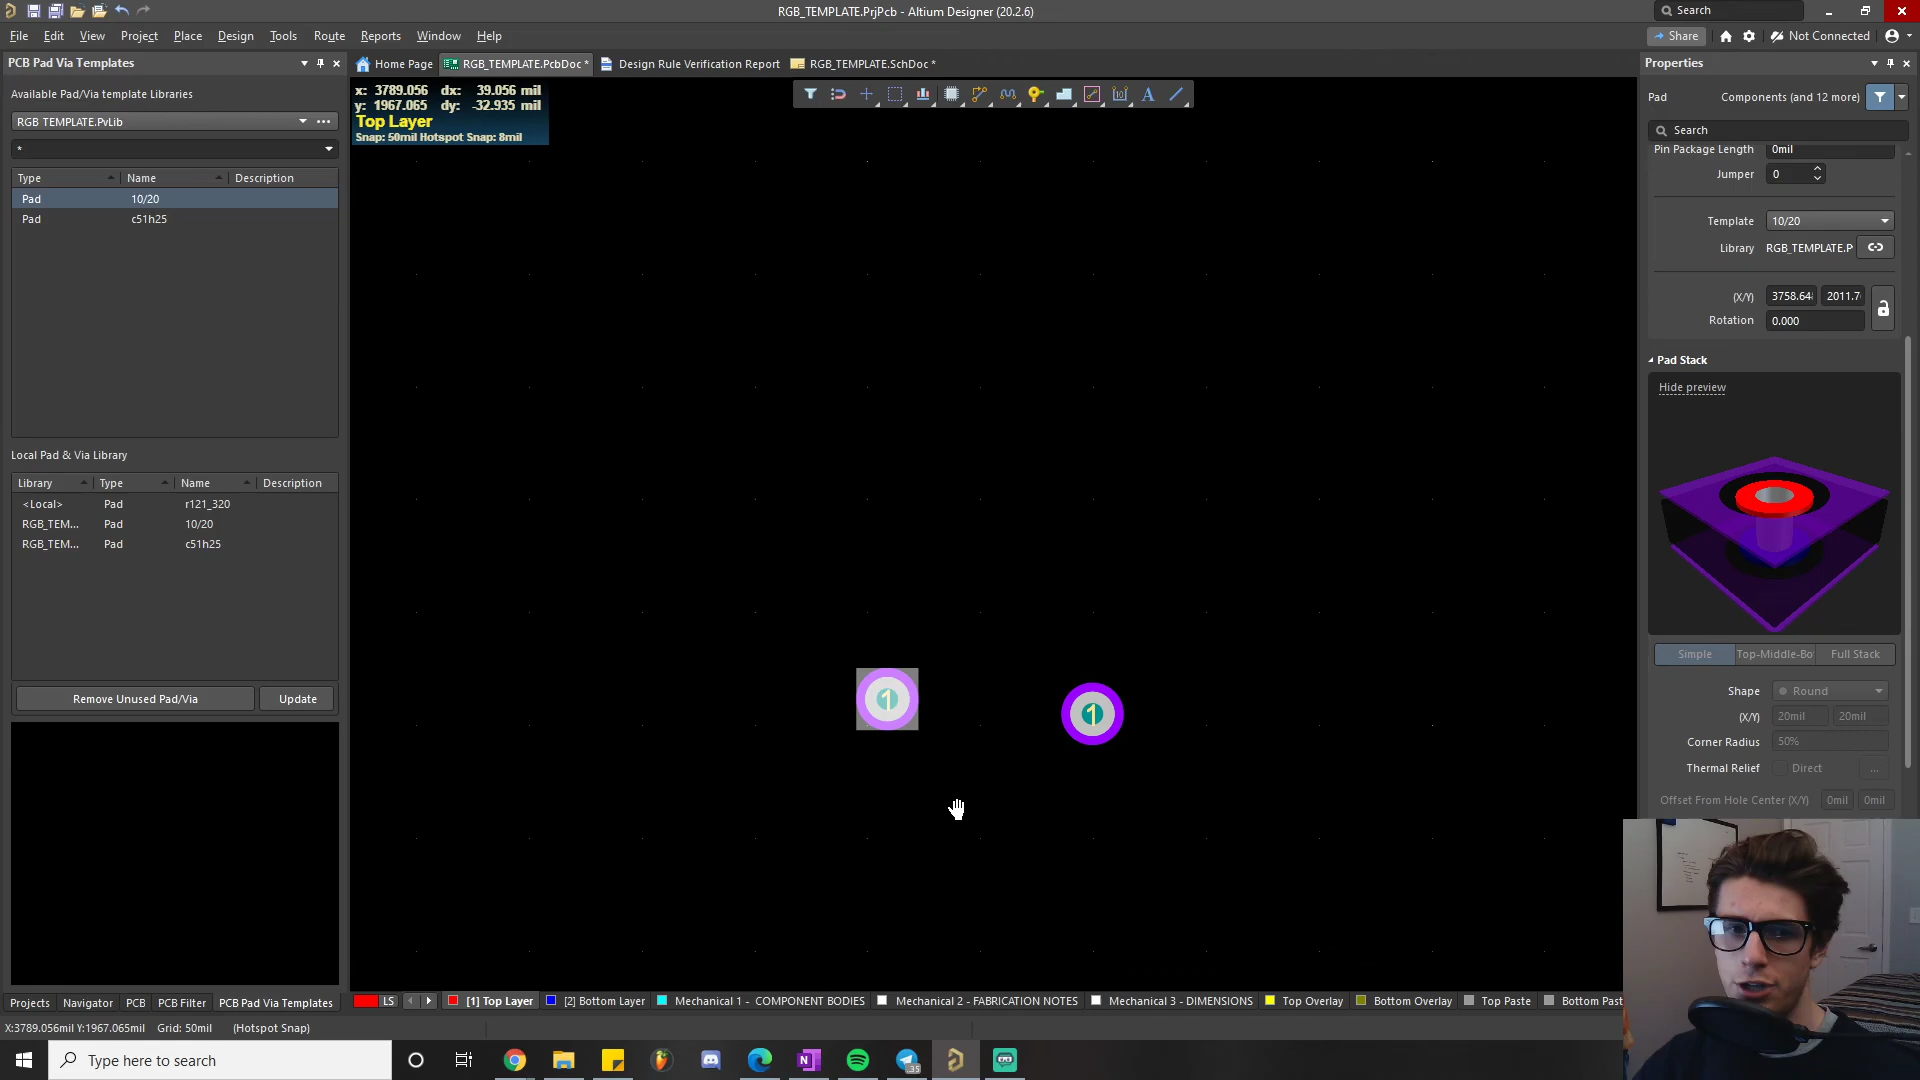 RGB_TEMPLATE.PrjPcb - Altium Designer (20.2.6)
Search
File Edit View Project Place Design Tools Route Reports Window Help
Share Not Connected
PCB Pad Via Templates
Home Page RGB_TEMPLATE.PcbDoc * Design Rule Verification Report RGB_TEMPLATE.SchDoc *
Properties
Available Pad/Via template Libraries
RGB TEMPLATE.PvLib
*
Type Name Description
Pad 10/20
Pad c51h25
Local Pad & Via Library
Library Type Name Description
<Local> Pad r121_320
RGB_TEM... Pad 10/20
RGB_TEM... Pad c51h25
Remove Unused Pad/Via Update
x: 3789.056 dx: 39.056 mil
y: 1967.065 dy: -32.935 mil
Top Layer
Snap: 50mil Hotspot Snap: 8mil
1
1
Pad Components (and 12 more)
Search
Pin Package Length 0mil
Jumper 0
Template 10/20
Library RGB_TEMPLATE.P
(X/Y) 3758.64 2011.7
Rotation 0.000
Pad Stack
Hide preview
Simple Top-Middle-Bo Full Stack
Shape Round
(X/Y) 20mil 20mil
Corner Radius 50%
Thermal Relief Direct ...
Offset From Hole Center (X/Y) 0mil 0mil
Projects Navigator PCB PCB Filter PCB Pad Via Templates
LS [1] Top Layer [2] Bottom Layer Mechanical 1 - COMPONENT BODIES Mechanical 2 - FABRICATION NOTES Mechanical 3 - DIMENSIONS Top Overlay Bottom Overlay Top Paste Bottom Past
X:3789.056mil Y:1967.065mil Grid: 50mil (Hotspot Snap)
Type here to search